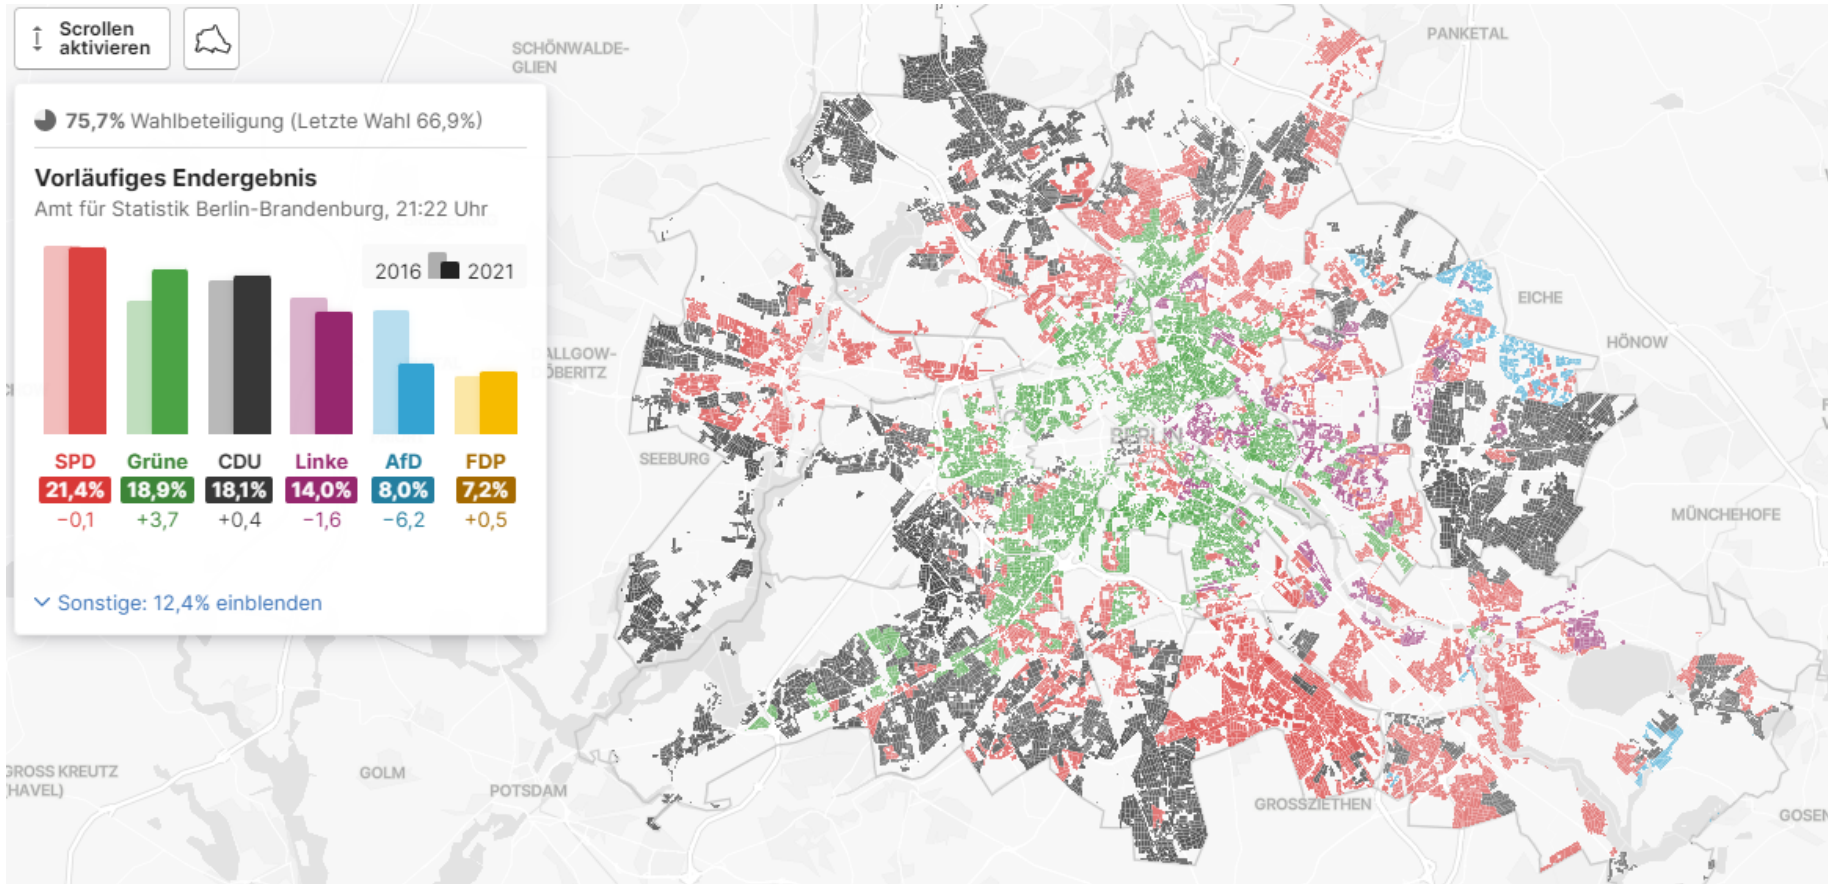 Scrollen
aktivieren
75,7% Wahlbeteiligung (Letzte Wahl 66,9%)
Vorläufiges Endergebnis
Amt für Statistik Berlin-Brandenburg, 21:22 Uhr
2016 2021
SPD Grüne CDU Linke AfD FDP
21,4% 18,9% 18,1% 14,0% 8,0% 7,2%
−0,1 +3,7 +0,4 −1,6 −6,2 +0,5
Sonstige: 12,4% einblenden
SCHÖNWALDE-
GLIEN
PANKETAL
EICHE
HÖNOW
SEEBURG
BERLIN
MÜNCHEHOFE
GROSS KREUTZ
(HAVEL)
GOLM
POTSDAM
GROSSZIETHEN